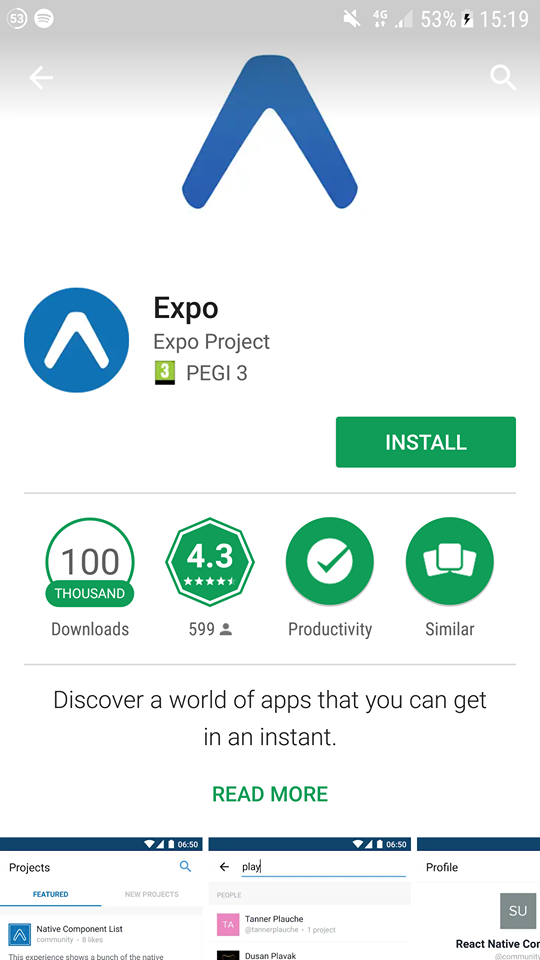 53
4G
53%
15:19
Expo
Expo Project
3
PEGI 3
INSTALL
100
THOUSAND
Downloads
4.3
599
Productivity
Similar
Discover a world of apps that you can get
in an instant.
READ MORE
06:50
Projects
FEATURED
NEW PROJECTS
Native Component List
community • 8 likes
This experience shows a bunch of the native
06:50
play
PEOPLE
TA
Tanner Plauche
@tannerplauche • 1 project
Dusan Plavak
Profile
SU
React Native Cor
@community